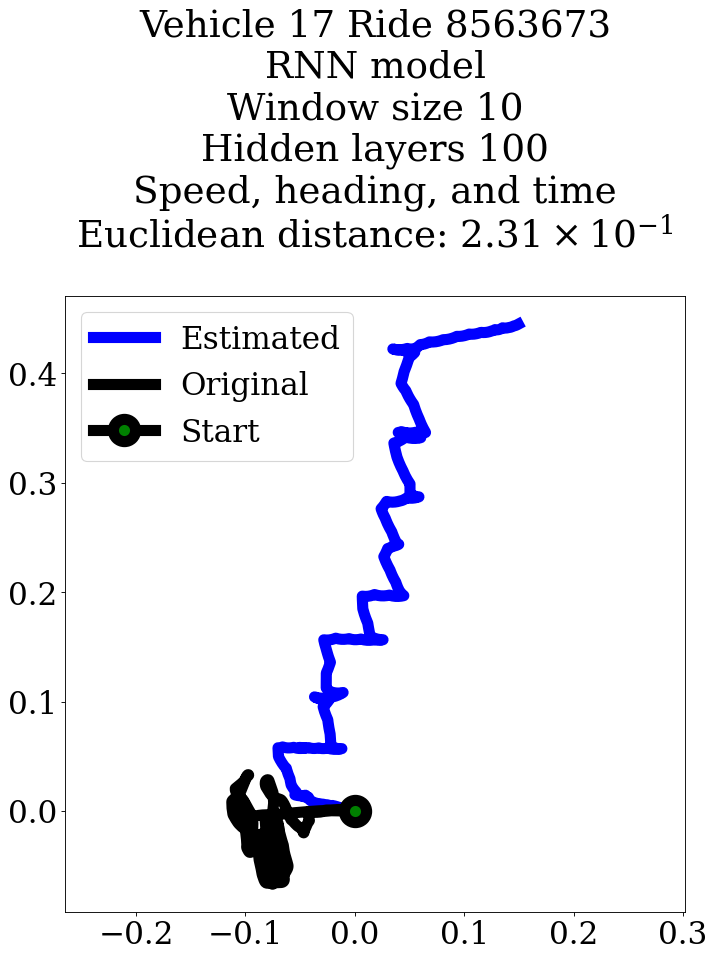 Vehicle 17 Ride 8563673
RNN model
Window size 10
Hidden layers 100
Speed, heading, and time
Euclidean distance: 2.31 × 10⁻¹
Estimated
Original
Start
0.4
0.3
0.2
0.1
0.0
−0.2 −0.1 0.0 0.1 0.2 0.3